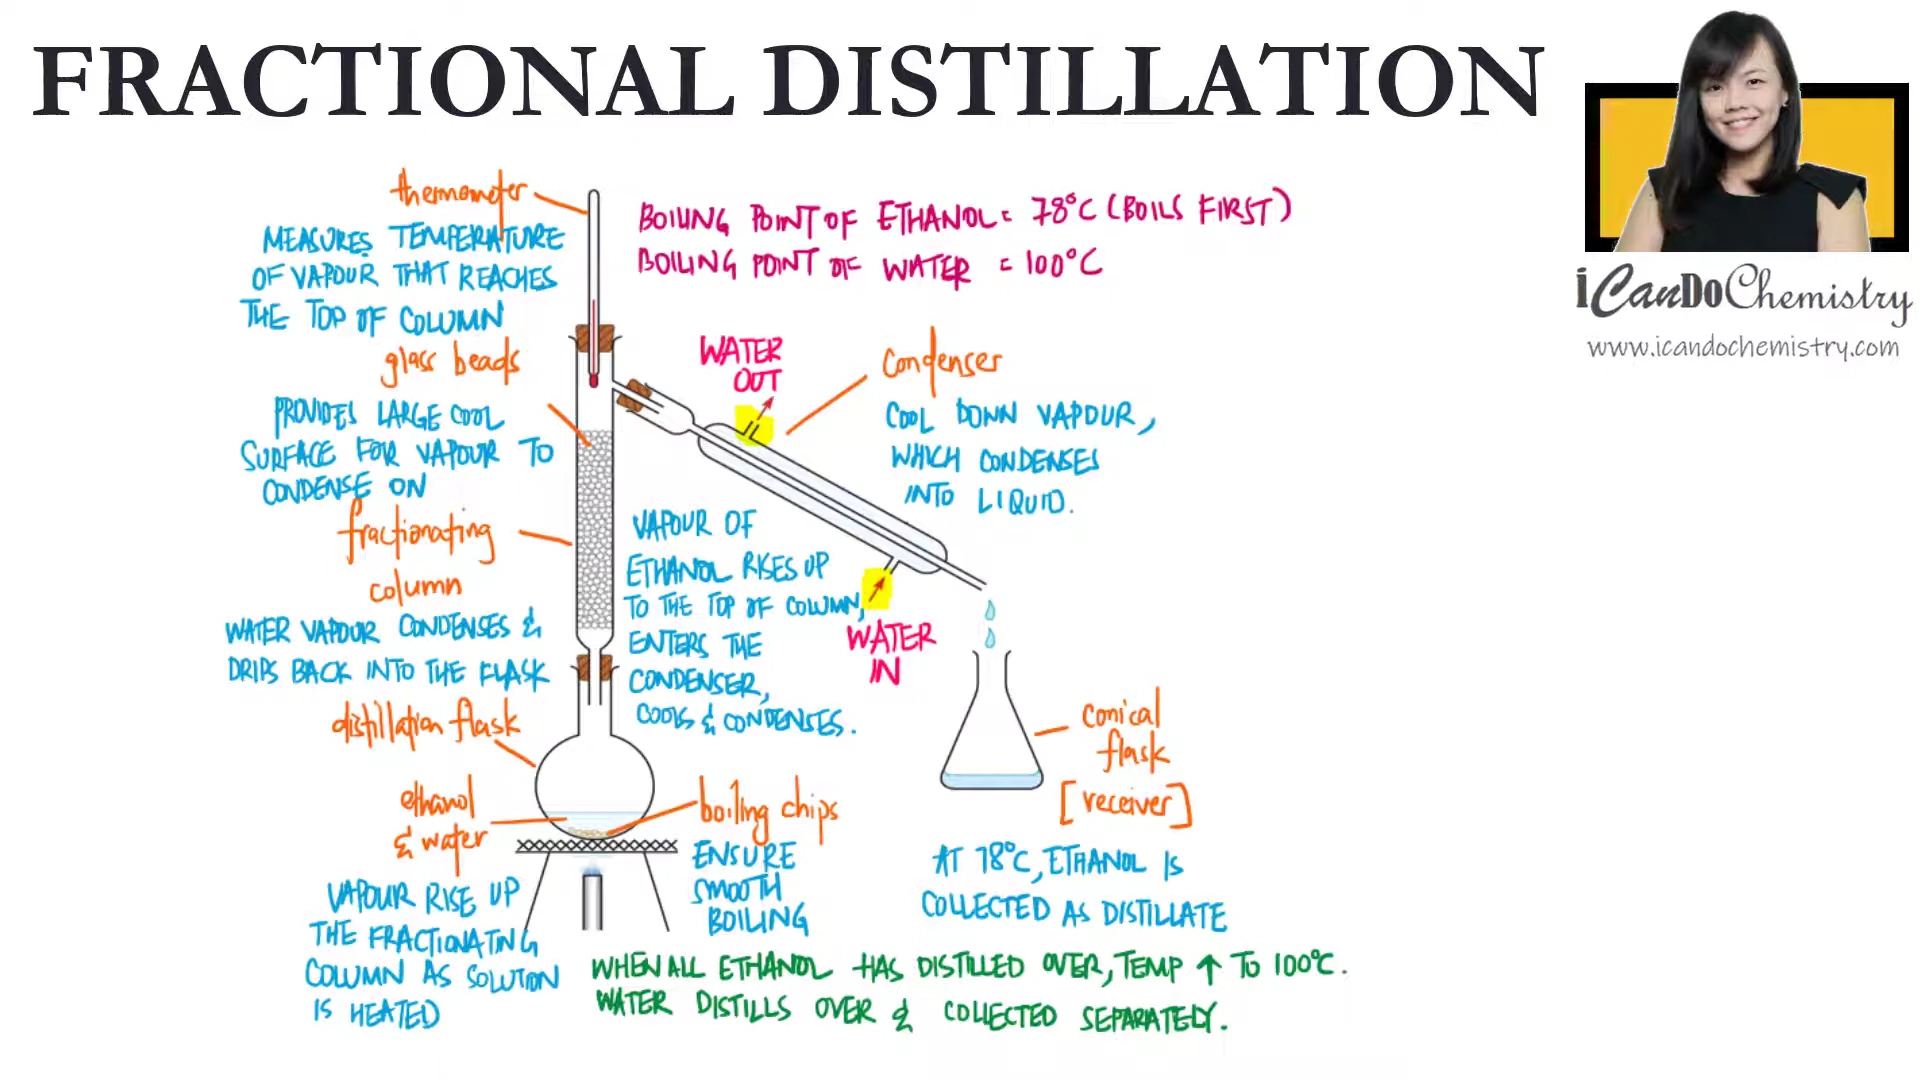 FRACTIONAL DISTILLATION
iCanDoChemistry
www.icandochemistry.com
thermometer
MEASURES TEMPERATURE
OF VAPOUR THAT REACHES
THE TOP OF COLUMN
BOILING POINT OF ETHANOL = 78°C (BOILS FIRST)
BOILING POINT OF WATER = 100°C
glass beads
PROVIDES LARGE COOL
SURFACE FOR VAPOUR TO
CONDENSE ON
WATER
OUT
condenser
COOL DOWN VAPOUR,
WHICH CONDENSES
INTO LIQUID.
fractionating
column
WATER VAPOUR CONDENSES &
DRIPS BACK INTO THE FLASK
VAPOUR OF
ETHANOL RISES UP
TO THE TOP OF COLUMN,
ENTERS THE
CONDENSER,
COOLS & CONDENSES.
WATER
IN
distillation flask
ethanol
& water
VAPOUR RISE UP
THE FRACTIONATING
COLUMN AS SOLUTION
IS HEATED
boiling chips
ENSURE
SMOOTH
BOILING
conical
flask
[receiver]
AT 78°C, ETHANOL IS
COLLECTED AS DISTILLATE
WHEN ALL ETHANOL HAS DISTILLED OVER, TEMP ↑ TO 100°C.
WATER DISTILLS OVER & COLLECTED SEPARATELY.